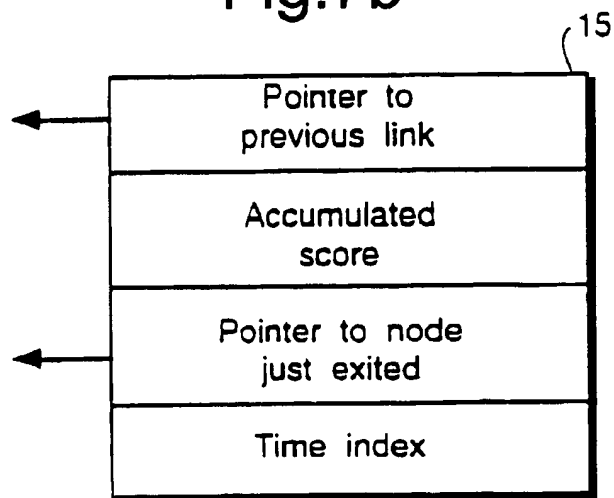 Fig.7b
15
Pointer to
previous link
Accumulated
score
Pointer to node
just exited
Time index